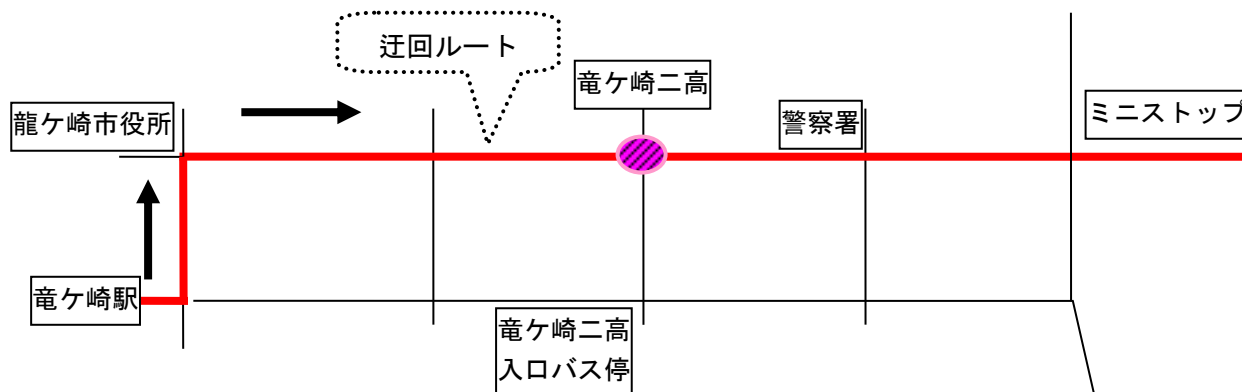 迂回ルート
竜ケ崎二高
龍ケ崎市役所
警察署
ミニストップ
竜ケ崎駅
竜ケ崎二高
入口バス停